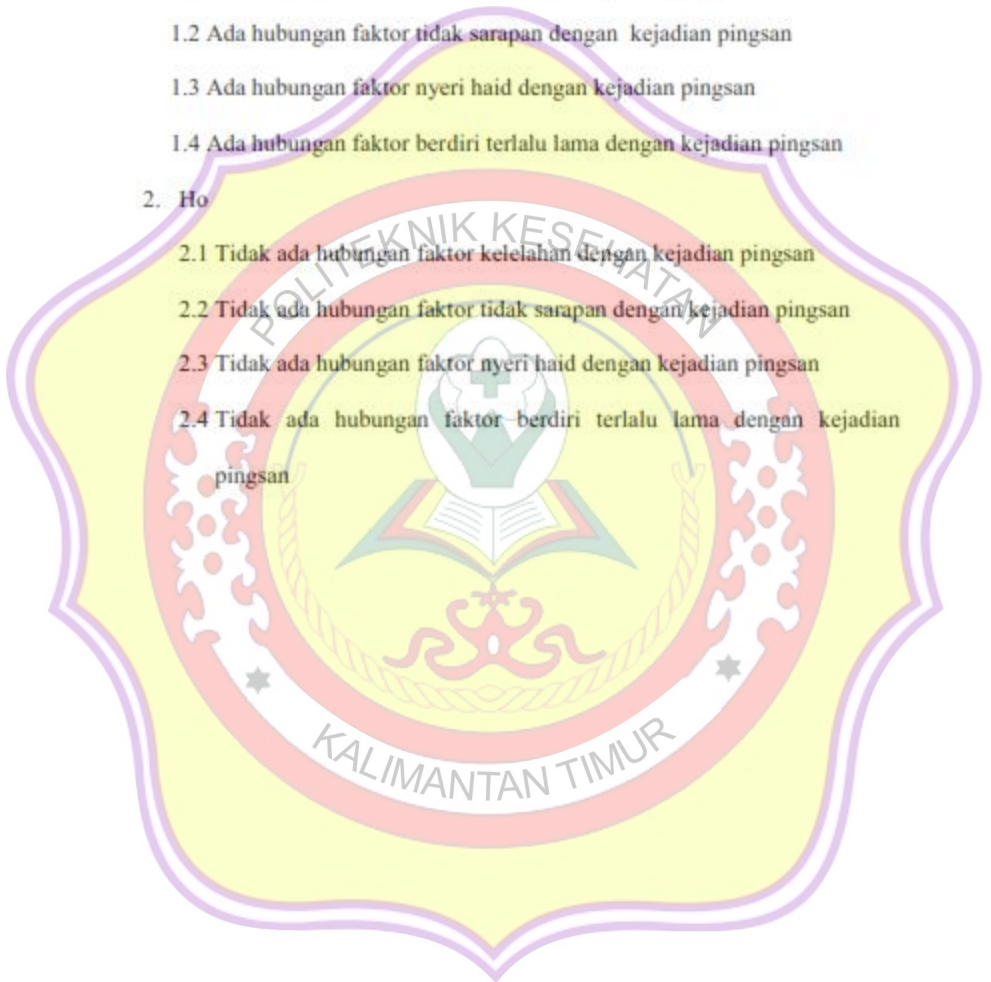 1.2 Ada hubungan faktor tidak sarapan dengan kejadian pingsan
1.3 Ada hubungan faktor nyeri haid dengan kejadian pingsan
1.4 Ada hubungan faktor berdiri terlalu lama dengan kejadian pingsan
2. Ho
POLITEKNIK KESEHATAN
2.1 Tidak ada hubungan faktor kelelahan dengan kejadian pingsan
2.2 Tidak ada hubungan faktor tidak sarapan dengan kejadian pingsan
2.3 Tidak ada hubungan faktor nyeri haid dengan kejadian pingsan
2.4 Tidak ada hubungan faktor berdiri terlalu lama dengan kejadian
pingsan
KALIMANTAN TIMUR